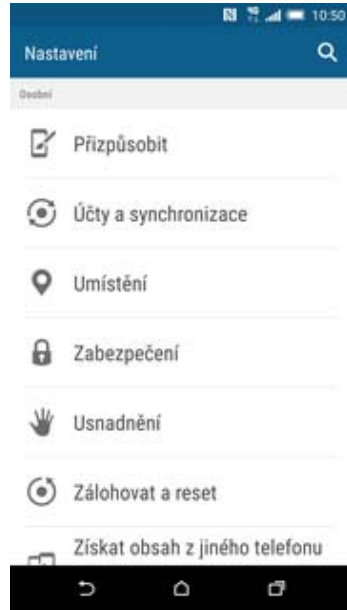 10:50
Nastavení
Osobní
Přizpůsobit
Účty a synchronizace
Umístění
Zabezpečení
Usnadnění
Zálohovat a reset
Získat obsah z jiného telefonu